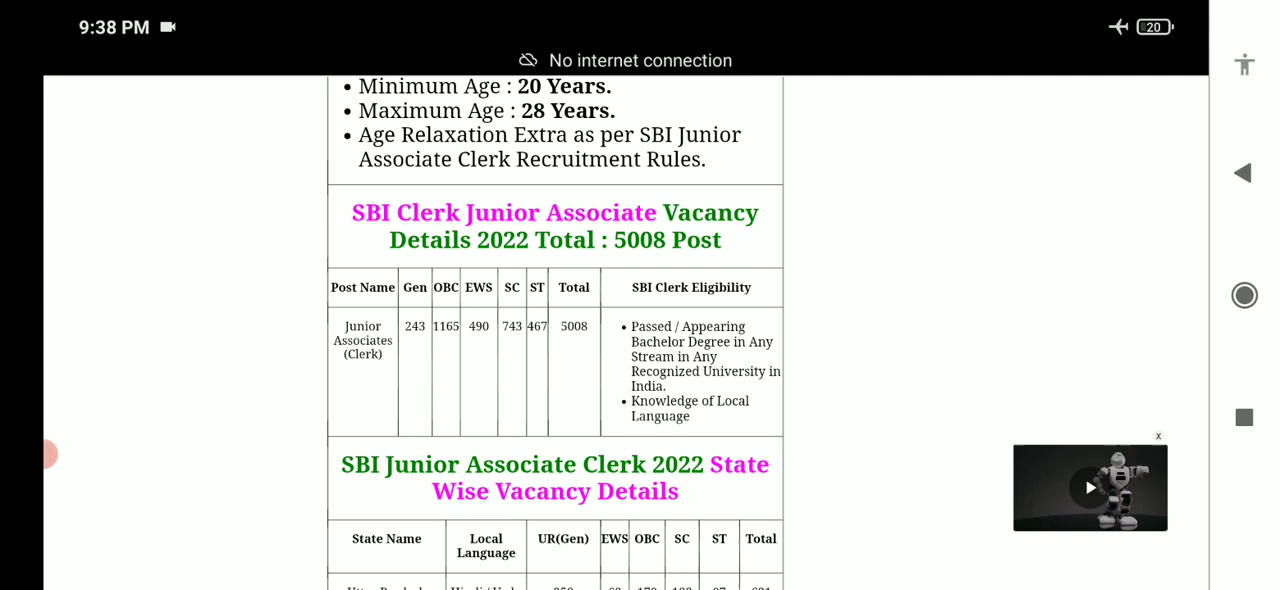 9:38 PM
20
No internet connection
• Minimum Age : 20 Years.
• Maximum Age : 28 Years.
• Age Relaxation Extra as per SBI Junior
Associate Clerk Recruitment Rules.
SBI Clerk Junior Associate Vacancy
Details 2022 Total : 5008 Post
Post Name Gen OBC EWS SC ST Total SBI Clerk Eligibility
Junior 243 1165 490 743 467 5008 • Passed / Appearing
Associates Bachelor Degree in Any
(Clerk) Stream in Any
Recognized University in
India.
• Knowledge of Local
Language
x
SBI Junior Associate Clerk 2022 State
Wise Vacancy Details
State Name Local UR(Gen) EWS OBC SC ST Total
Language